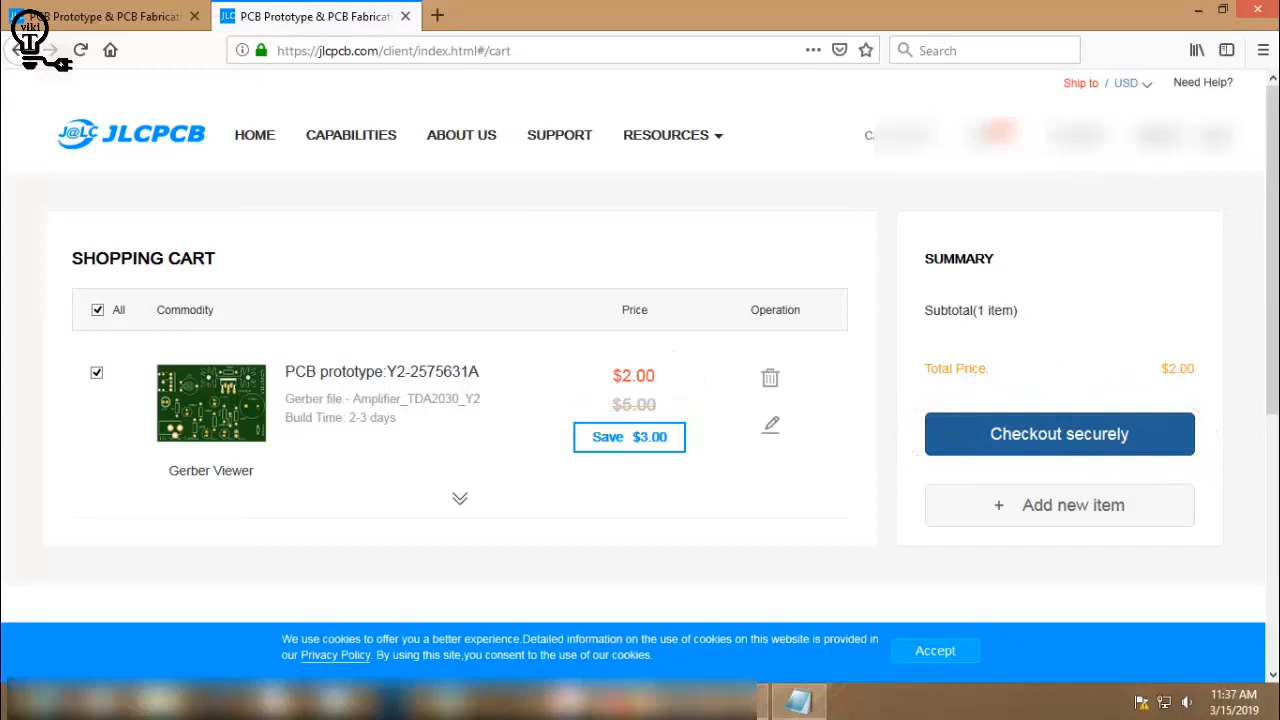 PCB Prototype & PCB Fabricati
PCB Prototype & PCB Fabricati
viki
https://jlcpcb.com/client/index.html#/cart
Search
Ship to / USD
Need Help?
J@LC JLCPCB
HOME
CAPABILITIES
ABOUT US
SUPPORT
RESOURCES
SHOPPING CART
All
Commodity
Price
Operation
PCB prototype:Y2-2575631A
Gerber file - Amplifier_TDA2030_Y2
Build Time: 2-3 days
$2.00
$5.00
Save $3.00
Gerber Viewer
SUMMARY
Subtotal(1 item)
Total Price.
$2.00
Checkout securely
+ Add new item
We use cookies to offer you a better experience.Detailed information on the use of cookies on this website is provided in
our Privacy Policy. By using this site,you consent to the use of our cookies.
Accept
11:37 AM
3/15/2019